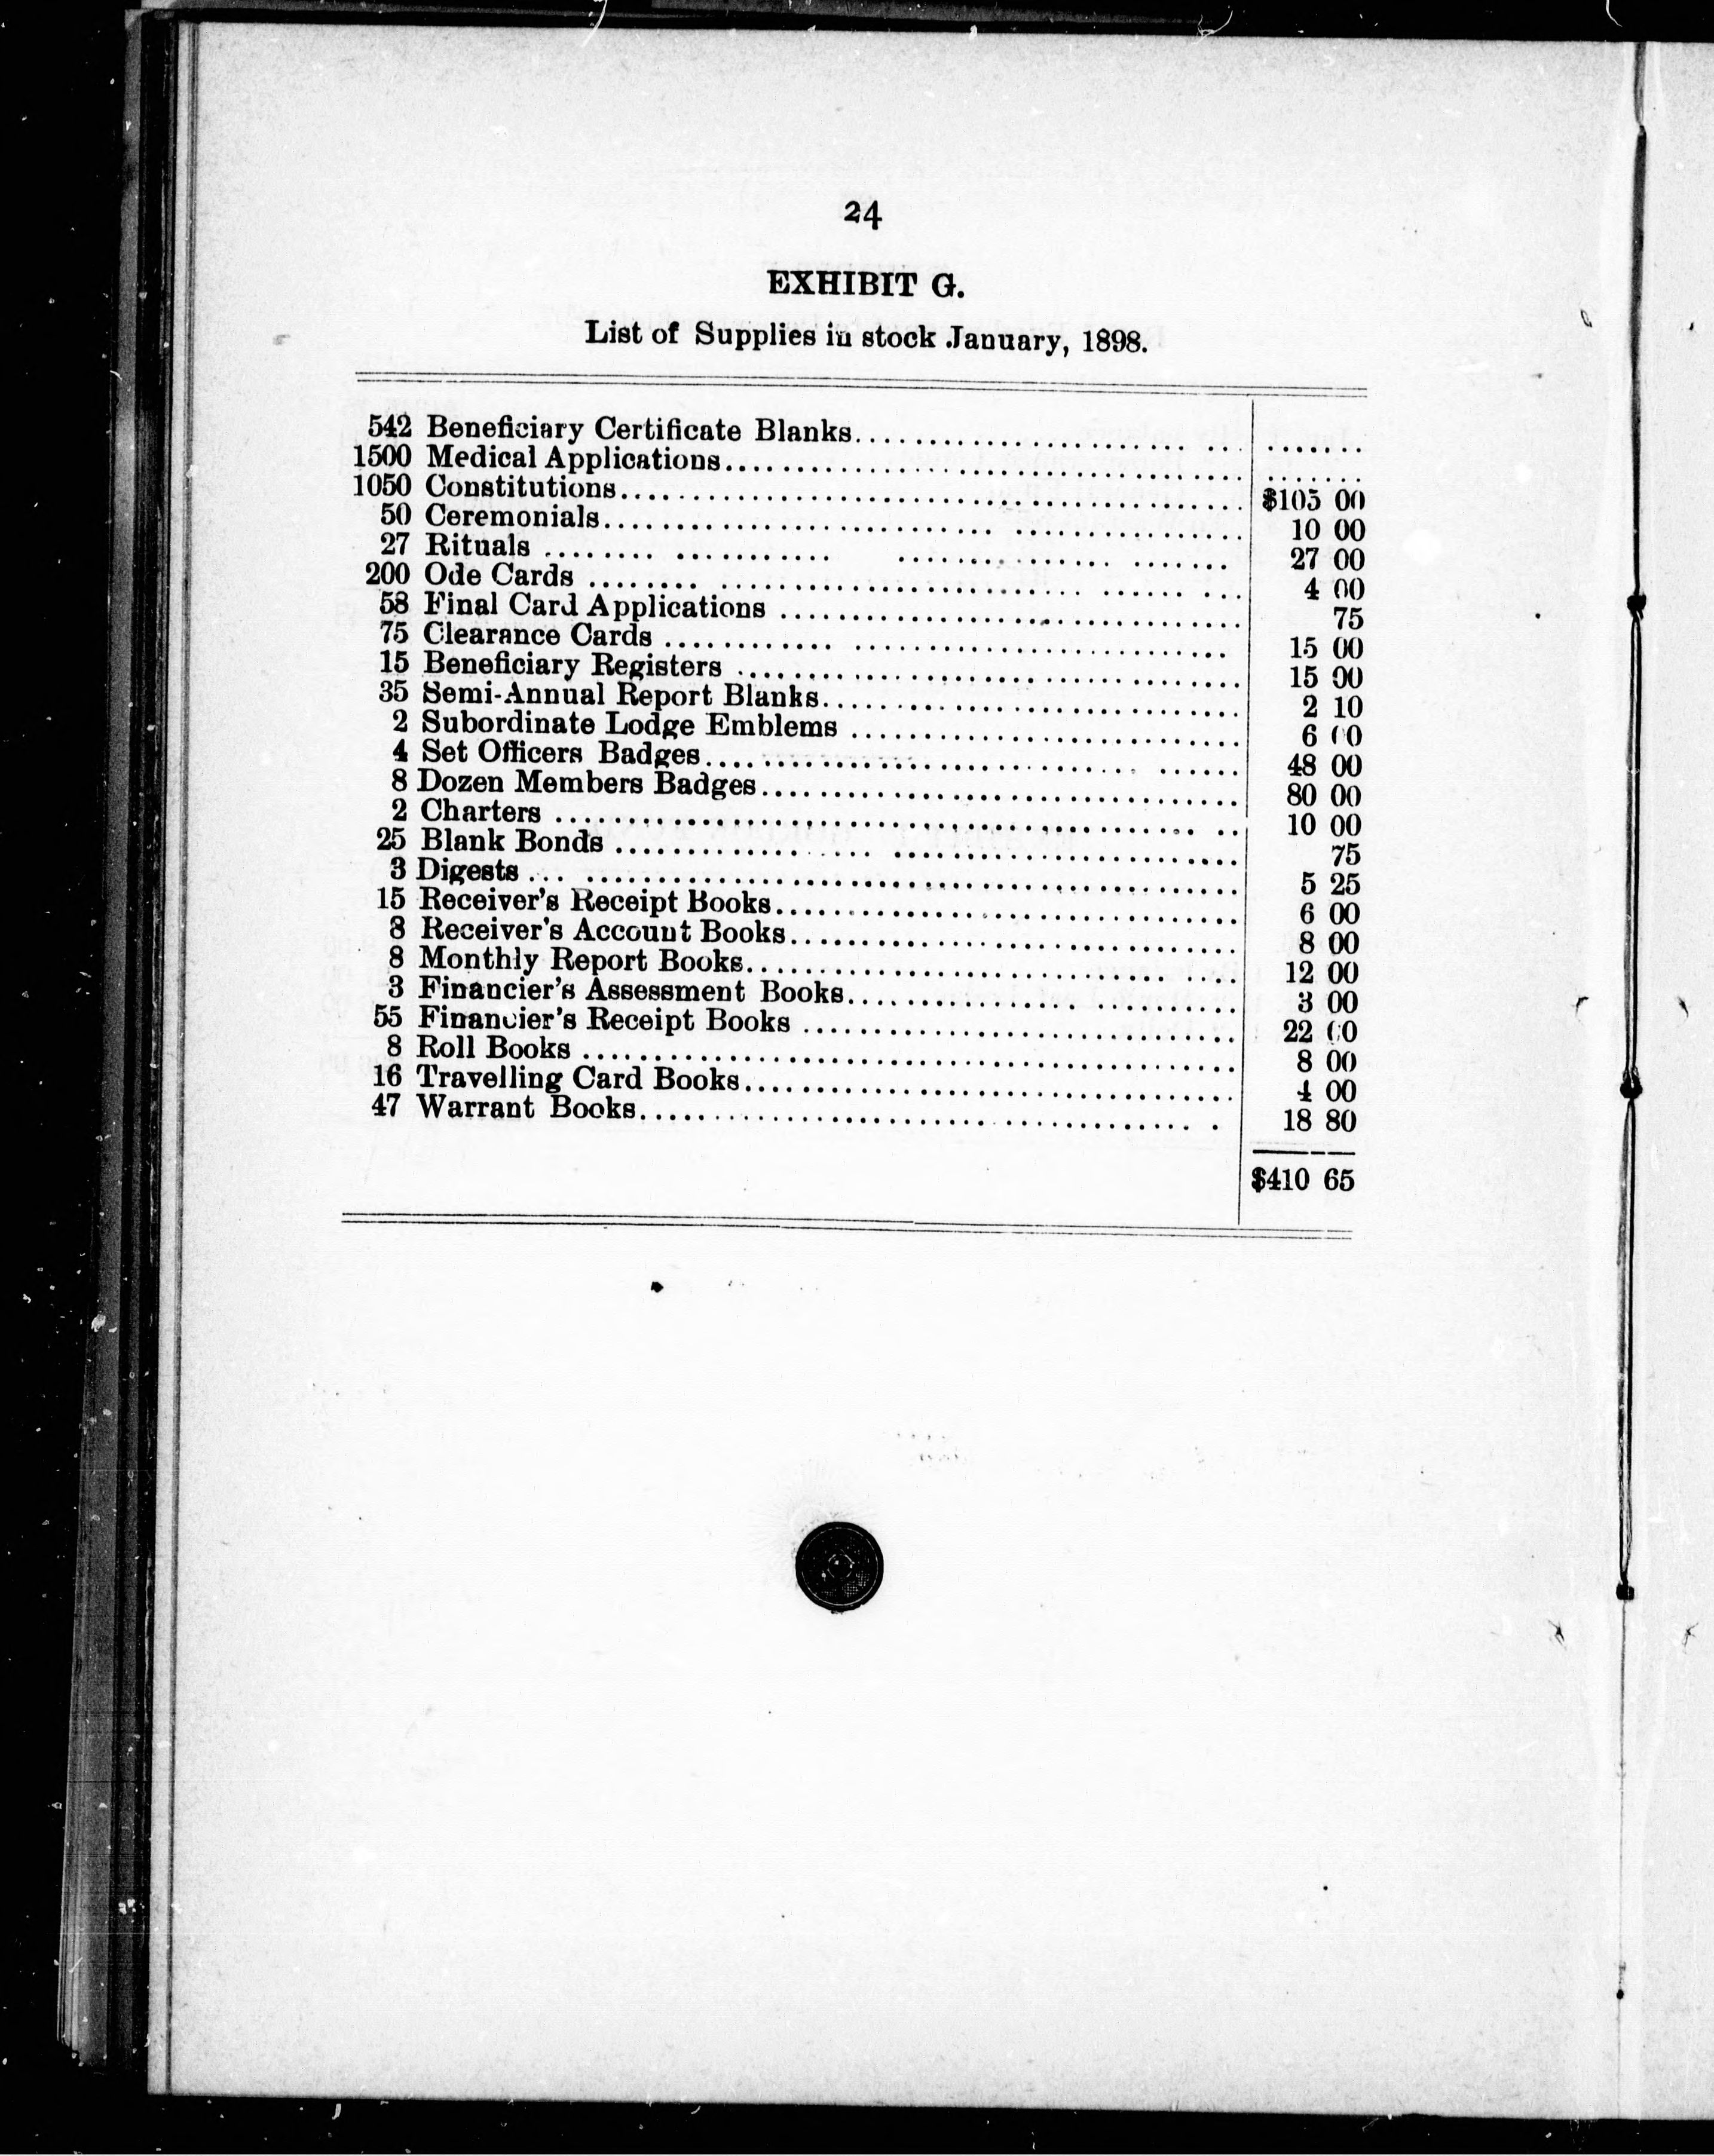 24
EXHIBIT G.
List of Supplies in stock January, 1898.
542 Beneficiary Certificate Blanks........................ ... .......
1500 Medical Applications.................................... .......
1050 Constitutions........................................... $105 00
50 Ceremonials........................... ................ 10 00
27 Rituals ........ ........... ............... ....... 27 00
200 Ode Cards ........ ......................... ...... ... 4 00
58 Final Card Applications ................................ 75
75 Clearance Cards ............. .......................... 15 00
15 Beneficiary Registers ................................... 15 00
35 Semi-Annual Report Blanks............................. 2 10
2 Subordinate Lodge Emblems ........................... 6 00
4 Set Officers Badges.............................. ...... 48 00
8 Dozen Members Badges................................. 80 00
2 Charters ............................................ .. 10 00
25 Blank Bonds .................. ........................ 75
3 Digests ... ............................................. 5 25
15 Receiver's Receipt Books................................ 6 00
8 Receiver's Account Books............................... 8 00
8 Monthly Report Books............................. .... 12 00
3 Financier's Assessment Books................ .......... 3 00
55 Financier's Receipt Books .............................. 22 00
8 Roll Books ............................................. 8 00
16 Travelling Card Books.................................. 4 00
47 Warrant Books...................................... . 18 80
$410 65